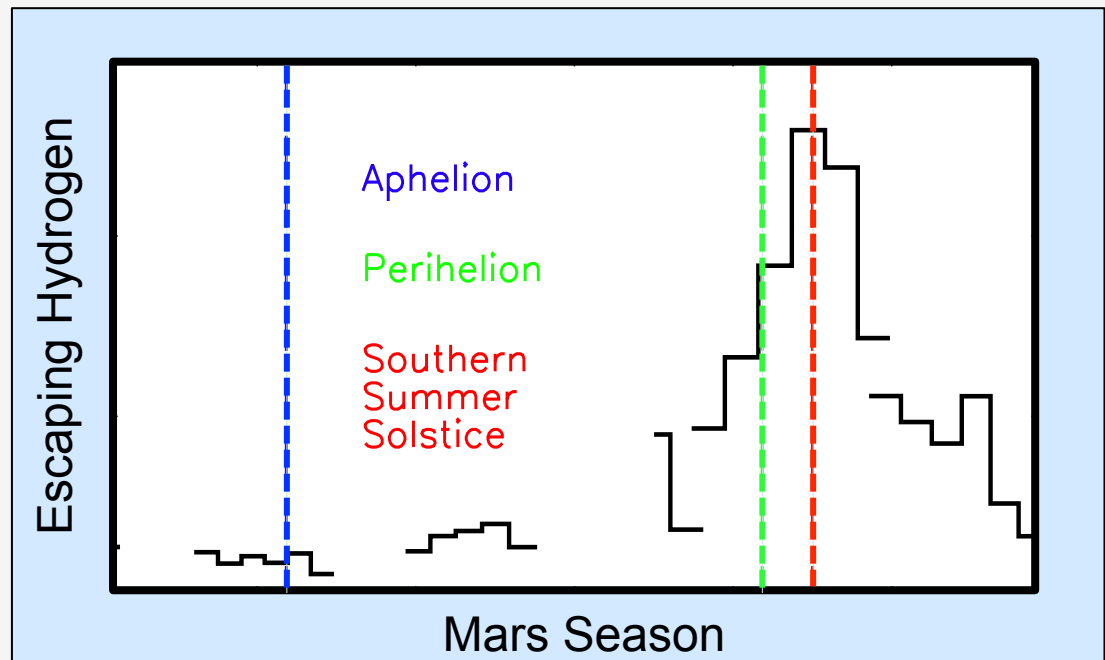 Escaping Hydrogen
Aphelion
Perihelion
Southern
Summer
Solstice
Mars Season